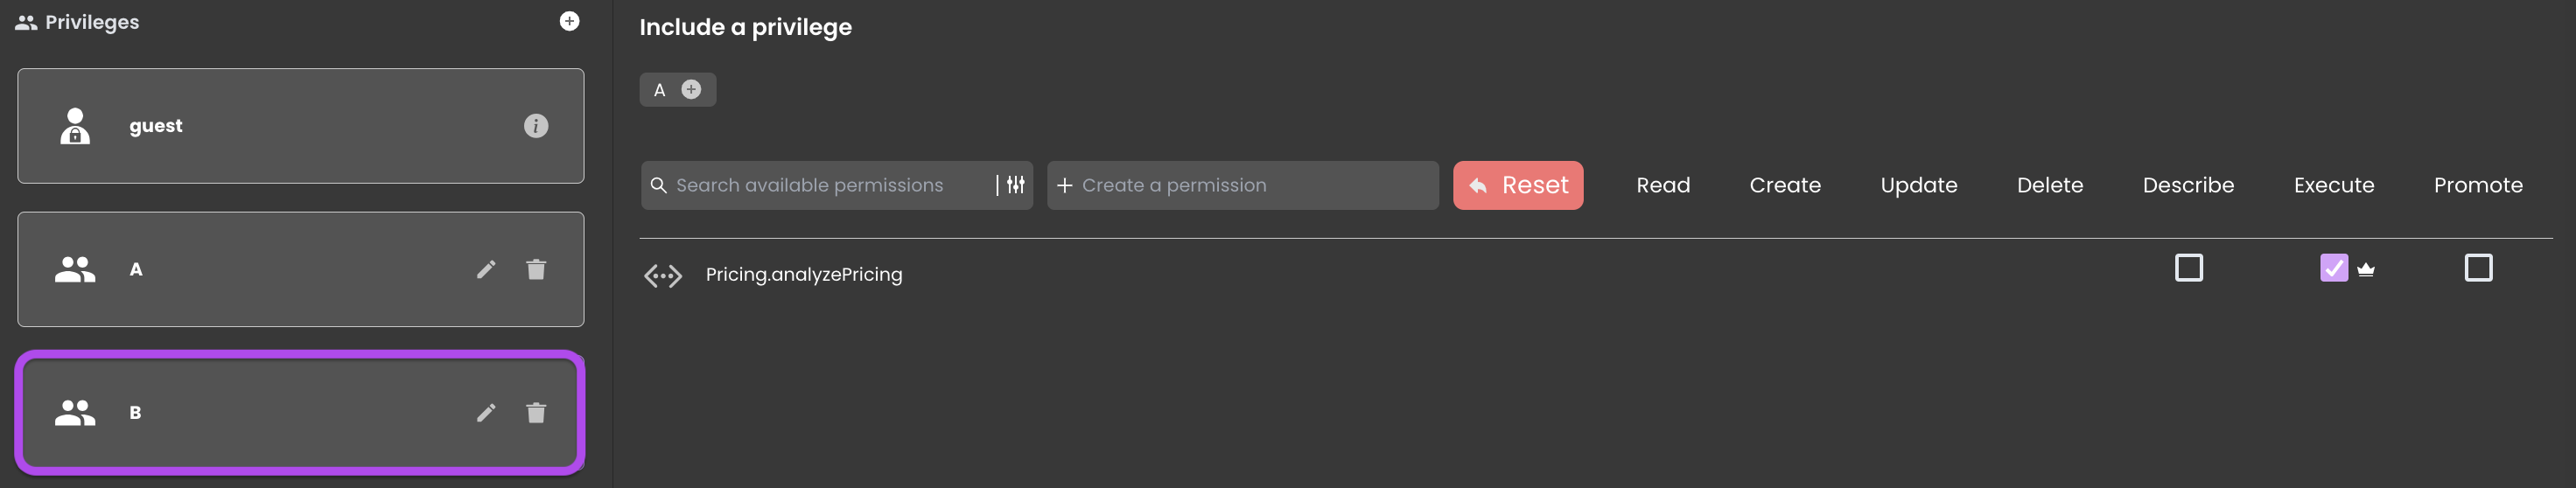 Privileges
guest
A
B
Include a privilege
A
Search available permissions
Create a permission
Reset
Read Create Update Delete Describe Execute Promote
Pricing.analyzePricing